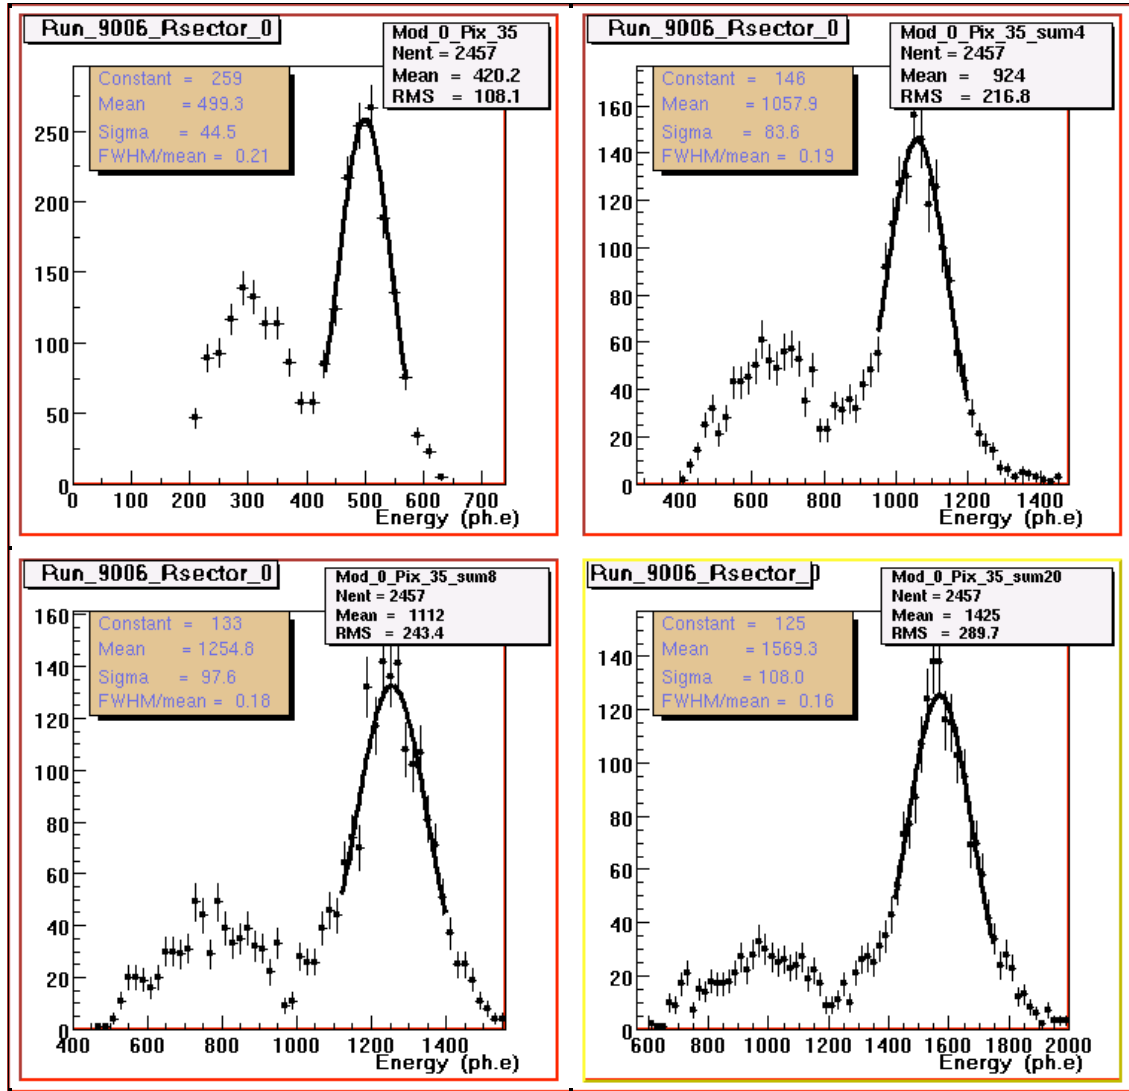 Run_9006_Rsector_0
Mod_0_Pix_35
Nent = 2457
Mean = 420.2
RMS = 108.1
Constant = 259
Mean = 499.3
Sigma = 44.5
FWHM/mean = 0.21
250
200
150
100
50
0
0 100 200 300 400 500 600 700
Energy (ph.e)
Run_9006_Rsector_0
Mod_0_Pix_35_sum4
Nent = 2457
Mean = 924
RMS = 216.8
Constant = 146
Mean = 1057.9
Sigma = 83.6
FWHM/mean = 0.19
160
140
120
100
80
60
40
20
0
400 600 800 1000 1200 1400
Energy (ph.e)
Run_9006_Rsector_0
Mod_0_Pix_35_sum8
Nent = 2457
Mean = 1112
RMS = 243.4
Constant = 133
Mean = 1254.8
Sigma = 97.6
FWHM/mean = 0.18
160
140
120
100
80
60
40
20
0
400 600 800 1000 1200 1400
Energy (ph.e)
Run_9006_Rsector_0
Mod_0_Pix_35_sum20
Nent = 2457
Mean = 1425
RMS = 289.7
Constant = 125
Mean = 1569.3
Sigma = 108.0
FWHM/mean = 0.16
140
120
100
80
60
40
20
0
600 800 1000 1200 1400 1600 1800 2000
Energy (ph.e)